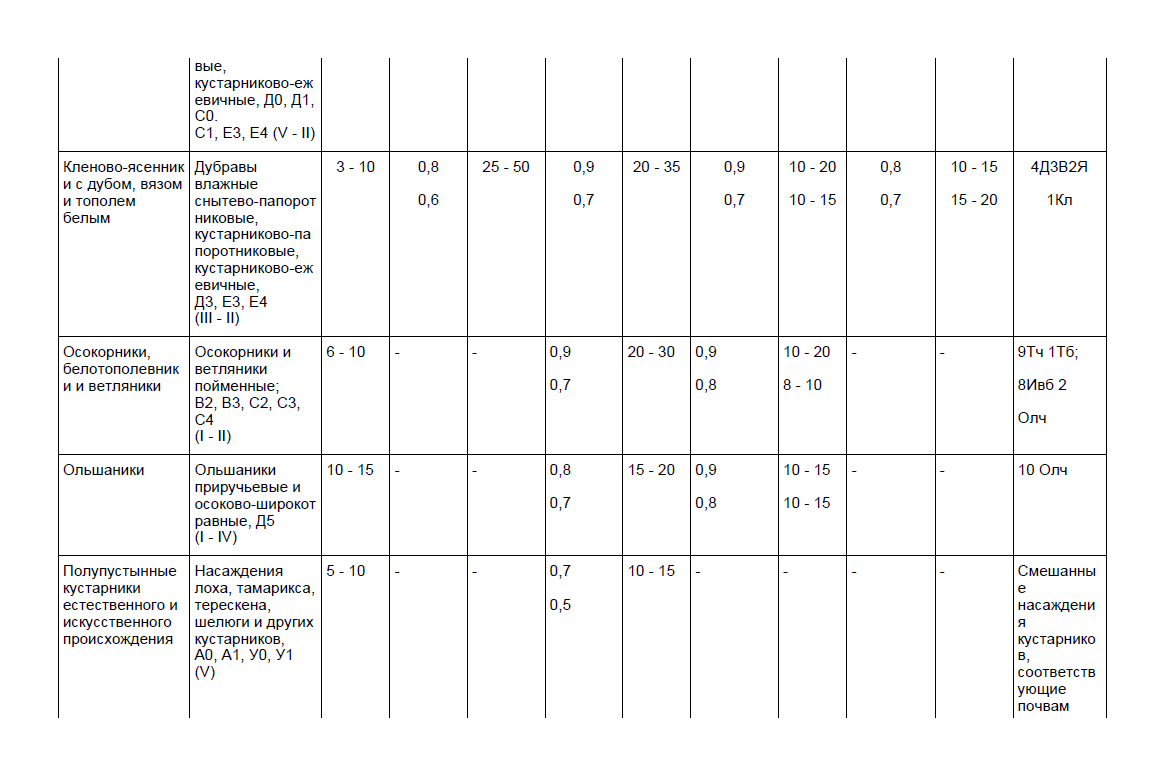 вые,
кустарниково-еж
евичные, Д0, Д1,
С0.
С1, Е3, Е4 (V - II)
Кленово-ясенник
и с дубом, вязом
и тополем
белым
Дубравы
влажные
снытево-папорот
никовые,
кустарниково-па
поротниковые,
кустарниково-еж
евичные,
Д3, Е3, Е4
(III - II)
3 - 10
0,8
0,6
25 - 50
0,9
0,7
20 - 35
0,9
0,7
10 - 20
10 - 15
0,8
0,7
10 - 15
15 - 20
4Д3В2Я
1Кл
Осокорники,
белотополевник
и и ветляники
Осокорники и
ветляники
пойменные;
В2, В3, С2, С3,
С4
(I - II)
6 - 10
-
-
0,9
0,7
20 - 30
0,9
0,8
10 - 20
8 - 10
-
-
9Тч 1Тб;
8Ивб 2
Олч
Ольшаники
Ольшаники
приручьевые и
осоково-широкот
равные, Д5
(I - IV)
10 - 15
-
-
0,8
0,7
15 - 20
0,9
0,8
10 - 15
10 - 15
-
-
10 Олч
Полупустынные
кустарники
естественного и
искусственного
происхождения
Насаждения
лоха, тамарикса,
терескена,
шелюги и других
кустарников,
А0, А1, У0, У1
(V)
5 - 10
-
-
0,7
0,5
10 - 15
-
-
-
-
Смешанны
е
насаждени
я
кустарнико
в,
соответств
ующие
почвам